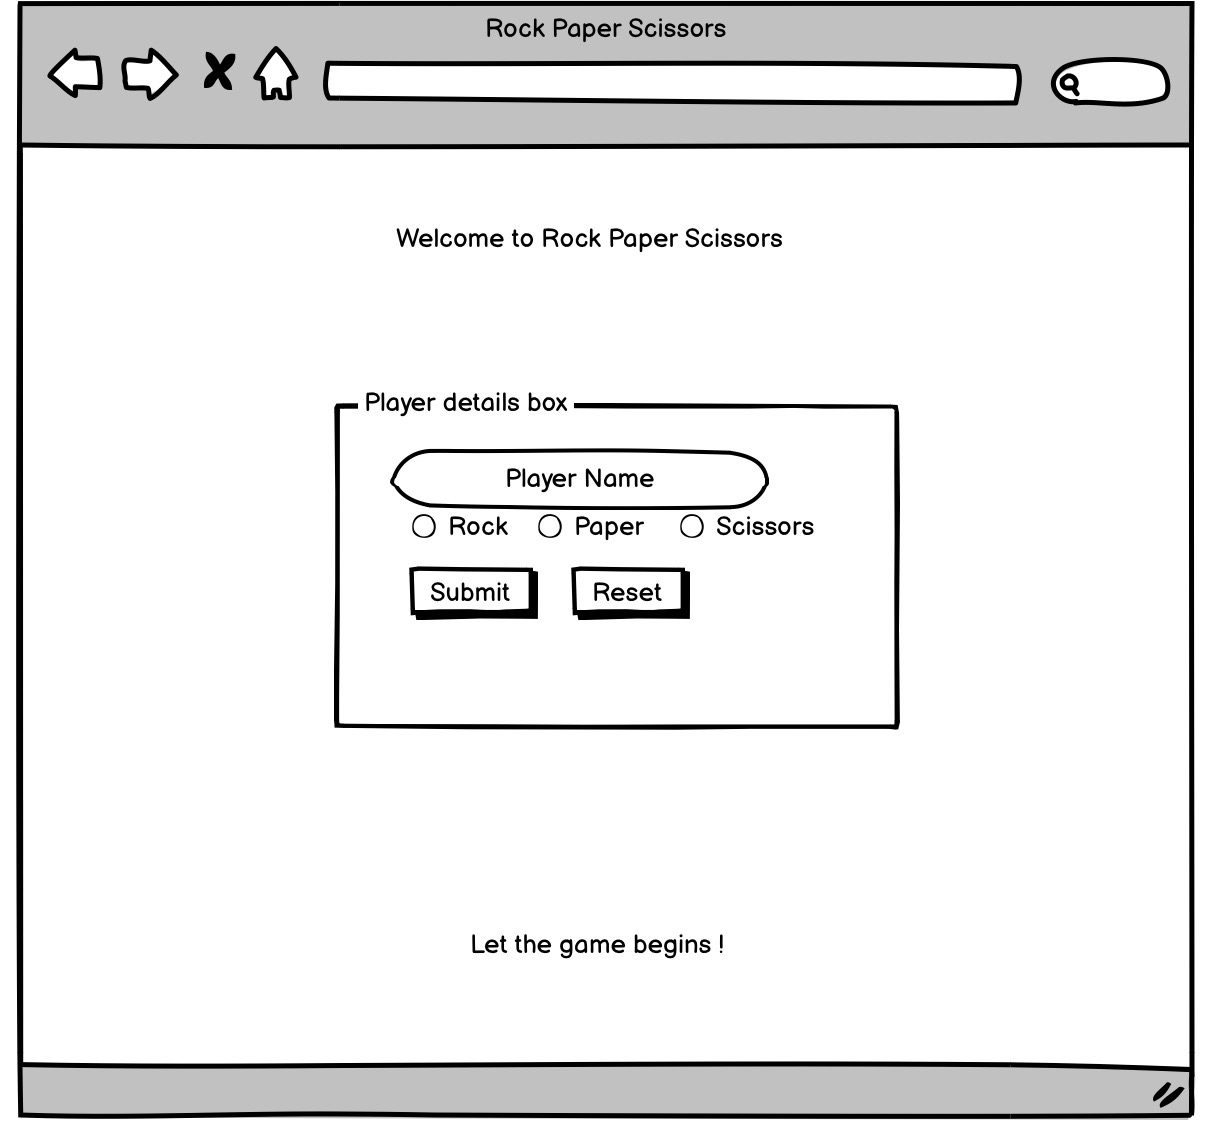 Rock Paper Scissors
Welcome to Rock Paper Scissors
Player details box
Player Name
Rock Paper Scissors
Submit Reset
Let the game begins !